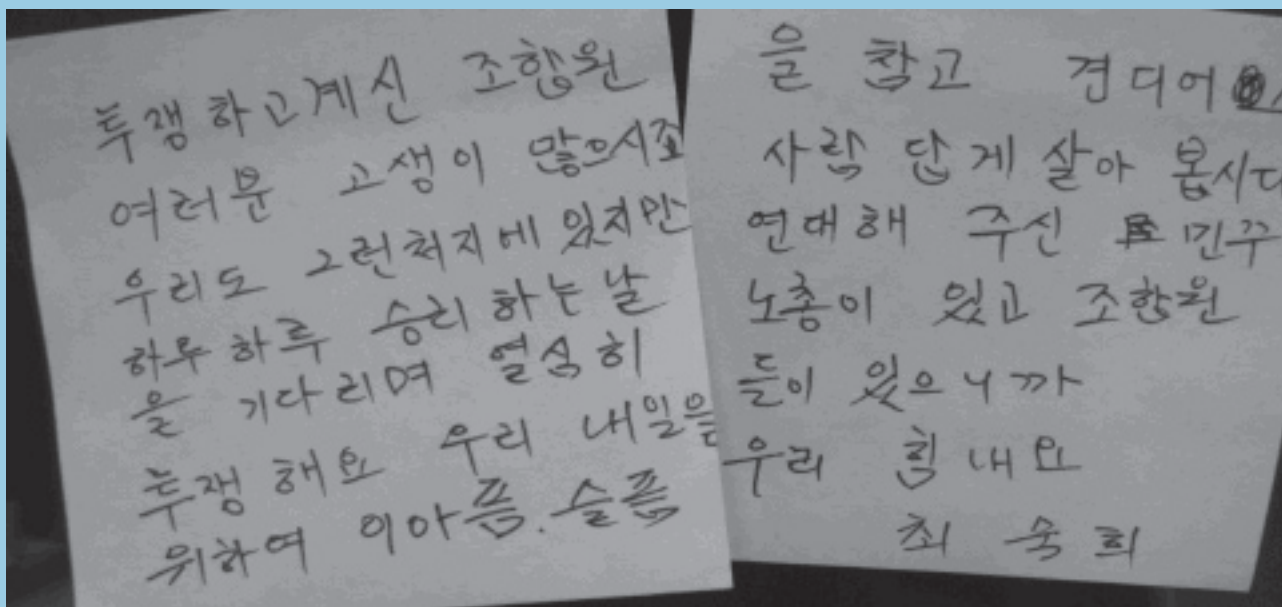 투쟁하고계신 조합원
여러분 고생이 많으시죠
우리도 그런처지에 있지만
하루하루 승리하는날
을 기다리며 열심히
투쟁해요 우리 내일을
위하여 이아픔.슬픔
을 참고 견디어
사람 답게 살아 봅시다
연대해 주신 민주
노총이 있고 조합원
들이 있으니까
우리 힘내요
최숙희